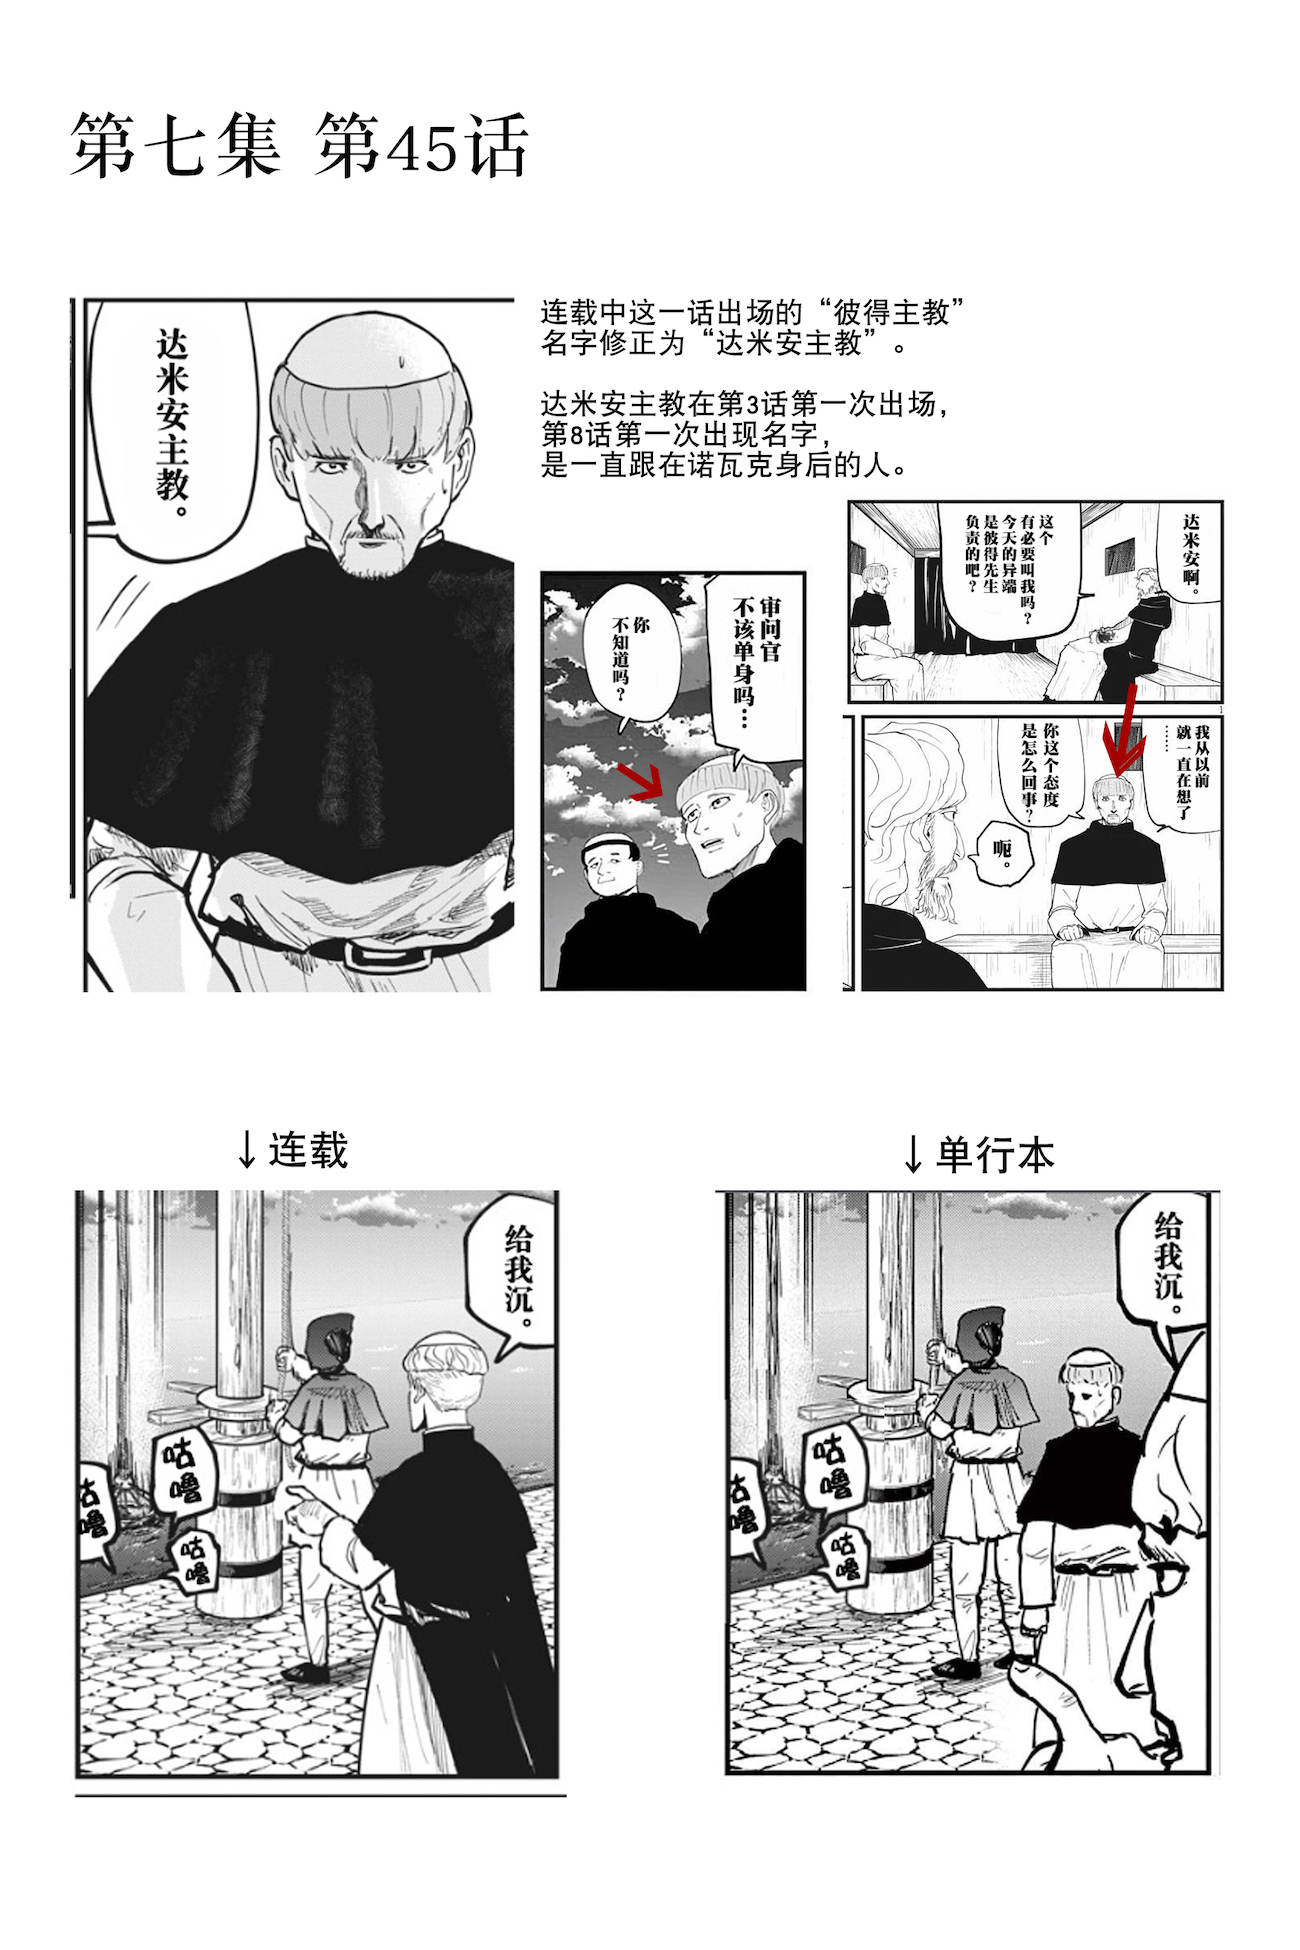 第七集 第45话
连载中这一话出场的“彼得主教”
名字修正为“达米安主教”。
达米安主教在第3话第一次出场，
第8话第一次出现名字，
是一直跟在诺瓦克身后的人。
达米安主教。
审问官
不该单身吗…
你
不知道吗？
达米安啊。
这个
有必要叫我吗？
今天的异端
是彼得先生
负责的吧？
1
我从以前
就一直在想了
……
你这个态度
是怎么回事？
呃。
↓连载
↓单行本
给我沉。
咕噜
咕噜
咕噜
给我沉。
咕噜
咕噜
咕噜